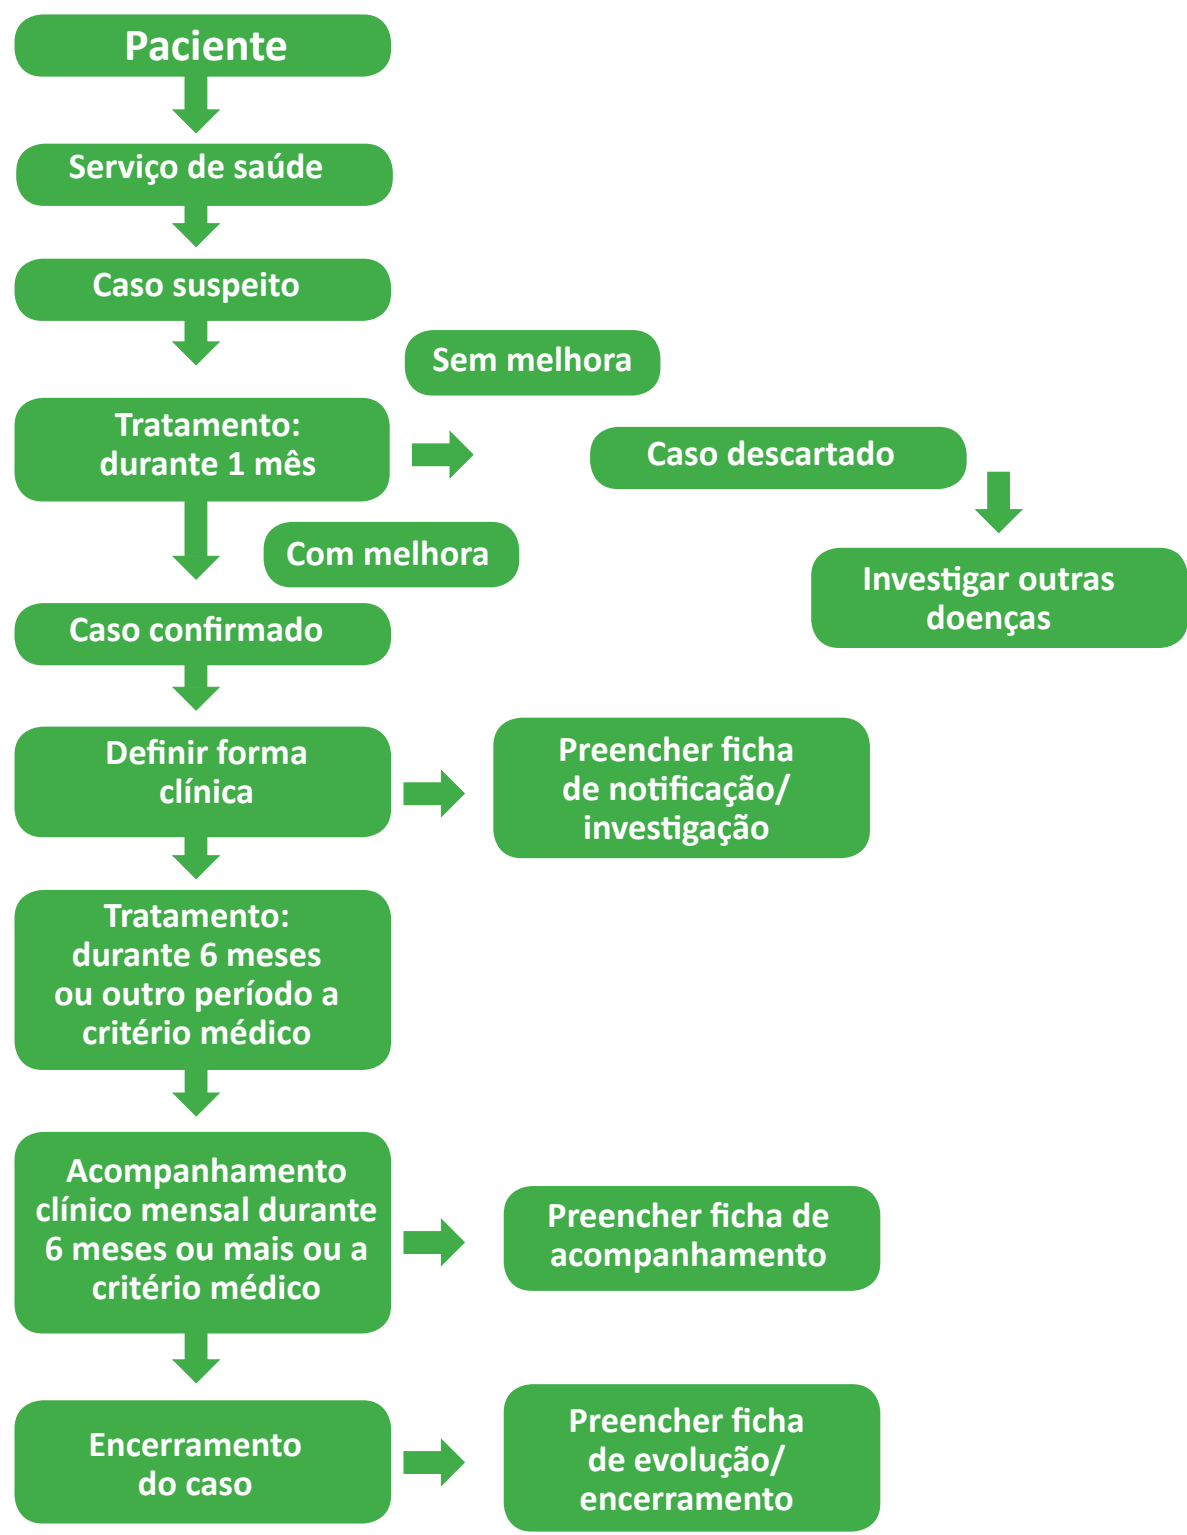 Paciente
Serviço de saúde
Caso suspeito
Sem melhora
Tratamento:
durante 1 mês
Caso descartado
Com melhora
Investigar outras
doenças
Caso confirmado
Definir forma
clínica
Preencher ficha
de notificação/
investigação
Tratamento:
durante 6 meses
ou outro período a
critério médico
Acompanhamento
clínico mensal durante
6 meses ou mais ou a
critério médico
Preencher ficha de
acompanhamento
Encerramento
do caso
Preencher ficha
de evolução/
encerramento